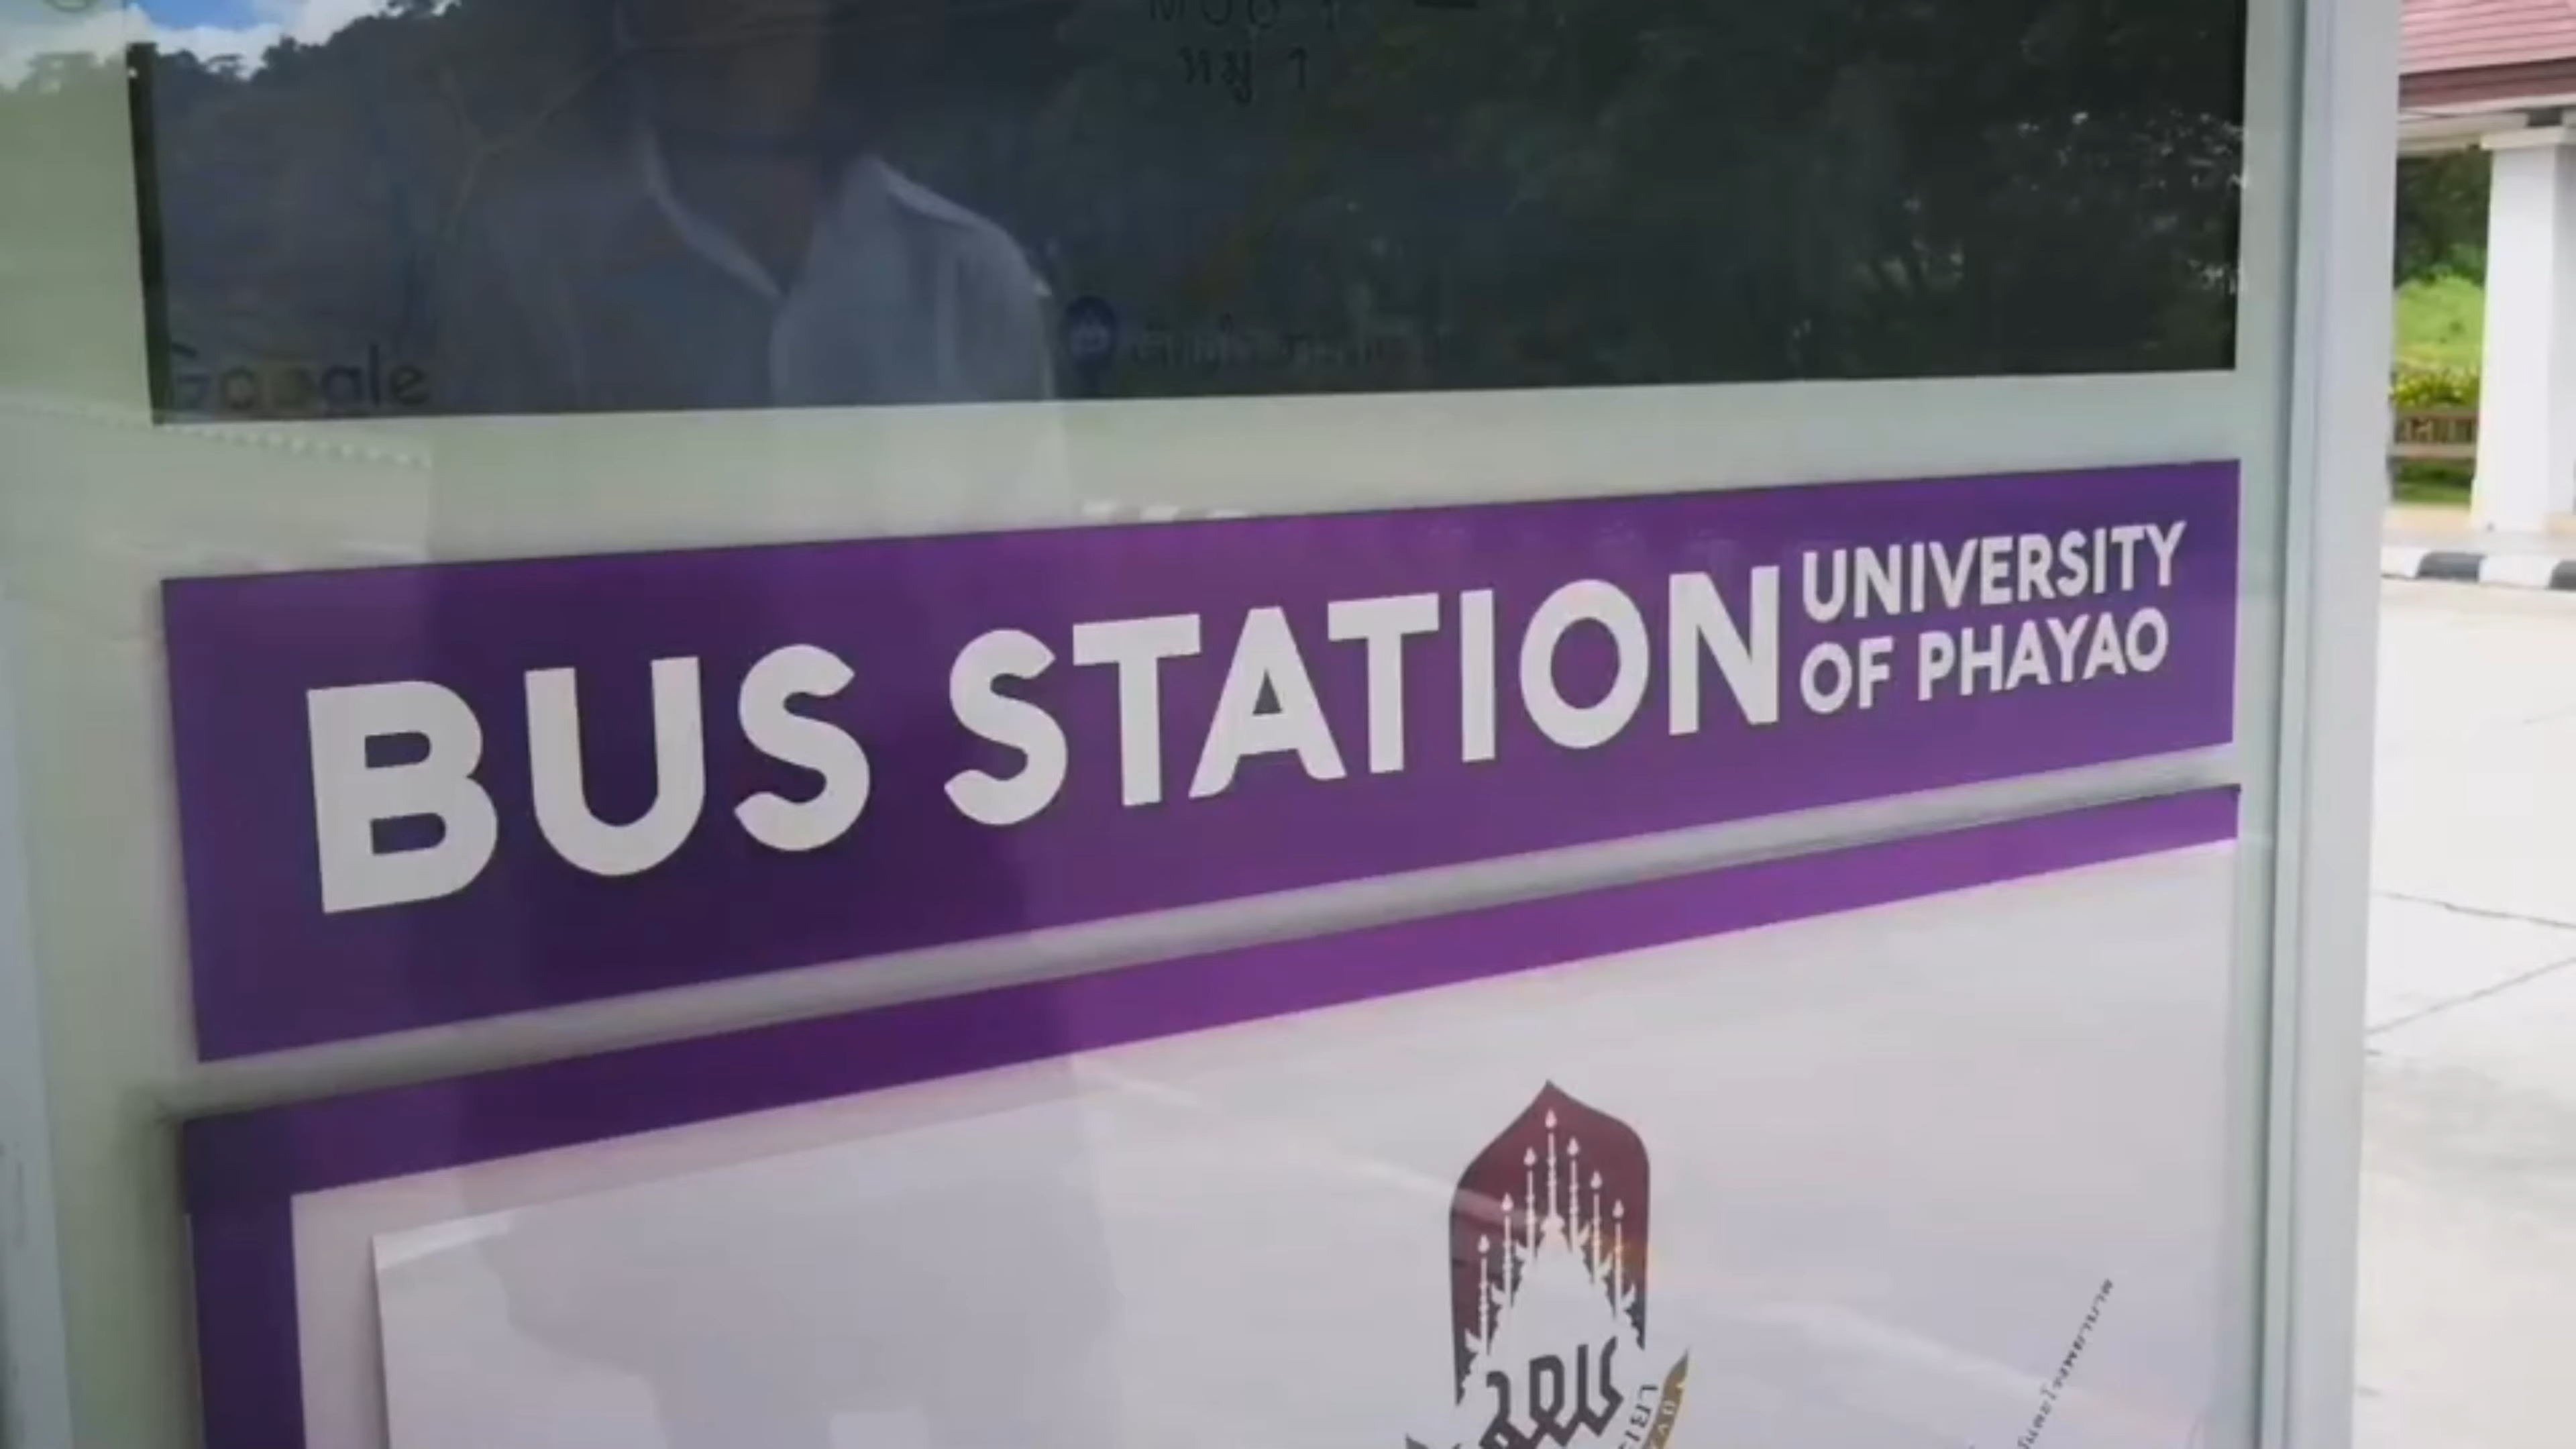 หมู่ 1
Google
BUS STATION
UNIVERSITY
OF PHAYAO